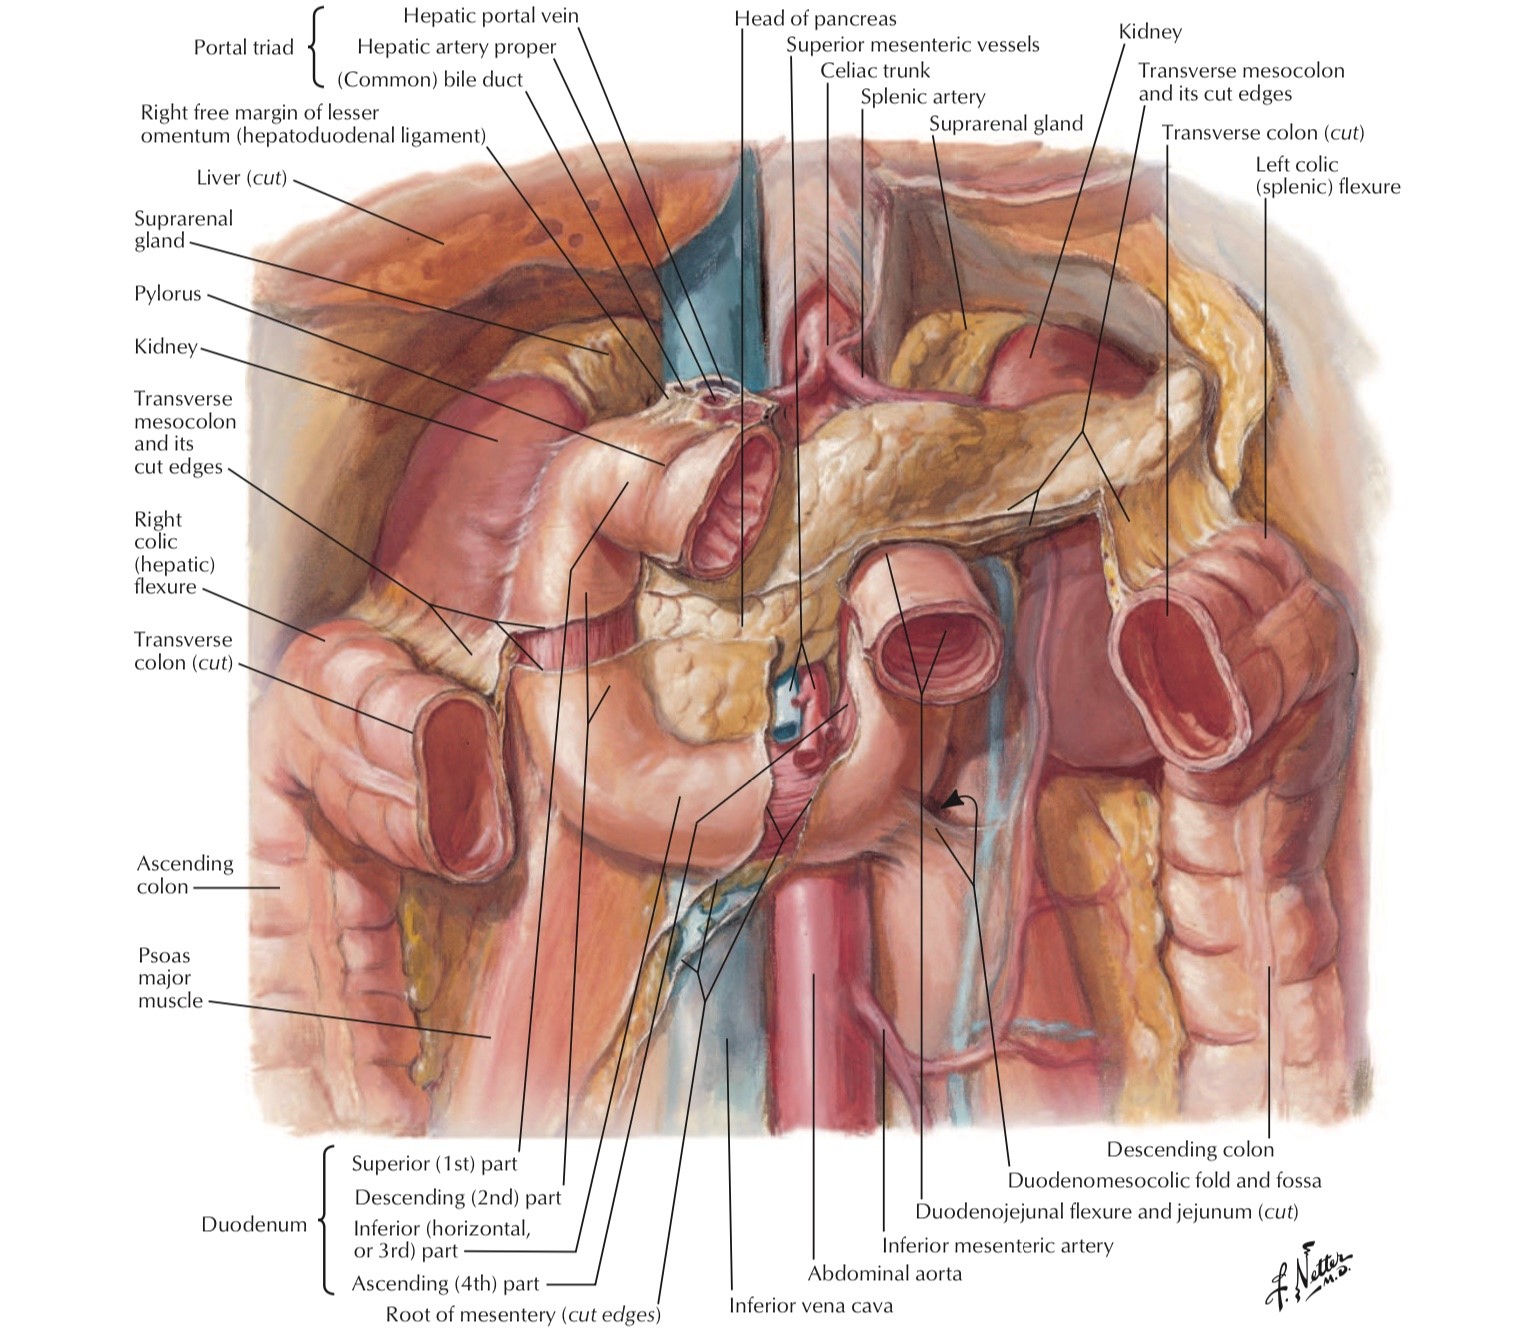 Hepatic portal vein
Portal triad
Hepatic artery proper
(Common) bile duct
Right free margin of lesser
omentum (hepatoduodenal ligament)
Liver (cut)
Suprarenal
gland
Pylorus
Kidney
Transverse
mesocolon
and its
cut edges
Right
colic
(hepatic)
flexure
Transverse
colon (cut)
Ascending
colon
Psoas
major
muscle
Head of pancreas
Superior mesenteric vessels
Celiac trunk
Splenic artery
Suprarenal gland
Kidney
Transverse mesocolon
and its cut edges
Transverse colon (cut)
Left colic
(splenic) flexure
Duodenum
Superior (1st) part
Descending (2nd) part
Inferior (horizontal,
or 3rd) part
Ascending (4th) part
Root of mesentery (cut edges)
Descending colon
Duodenomesocolic fold and fossa
Duodenojejunal flexure and jejunum (cut)
Inferior mesenteric artery
Abdominal aorta
Inferior vena cava
F. Netter
M.D.